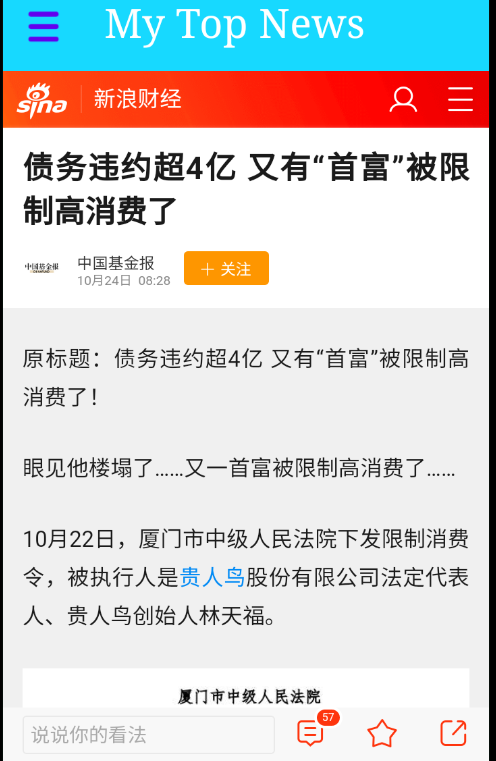 My Top News
sina 新浪财经
债务违约超4亿 又有“首富”被限
制高消费了
中国基金报 中国基金报
+ 关注
10月24日 08:28
原标题：债务违约超4亿 又有“首富”被限制高
消费了！
眼见他楼塌了……又一首富被限制高消费了……
10月22日，厦门市中级人民法院下发限制消费
令，被执行人是贵人鸟股份有限公司法定代表
人、贵人鸟创始人林天福。
厦门市中级人民法院
说说你的看法
57